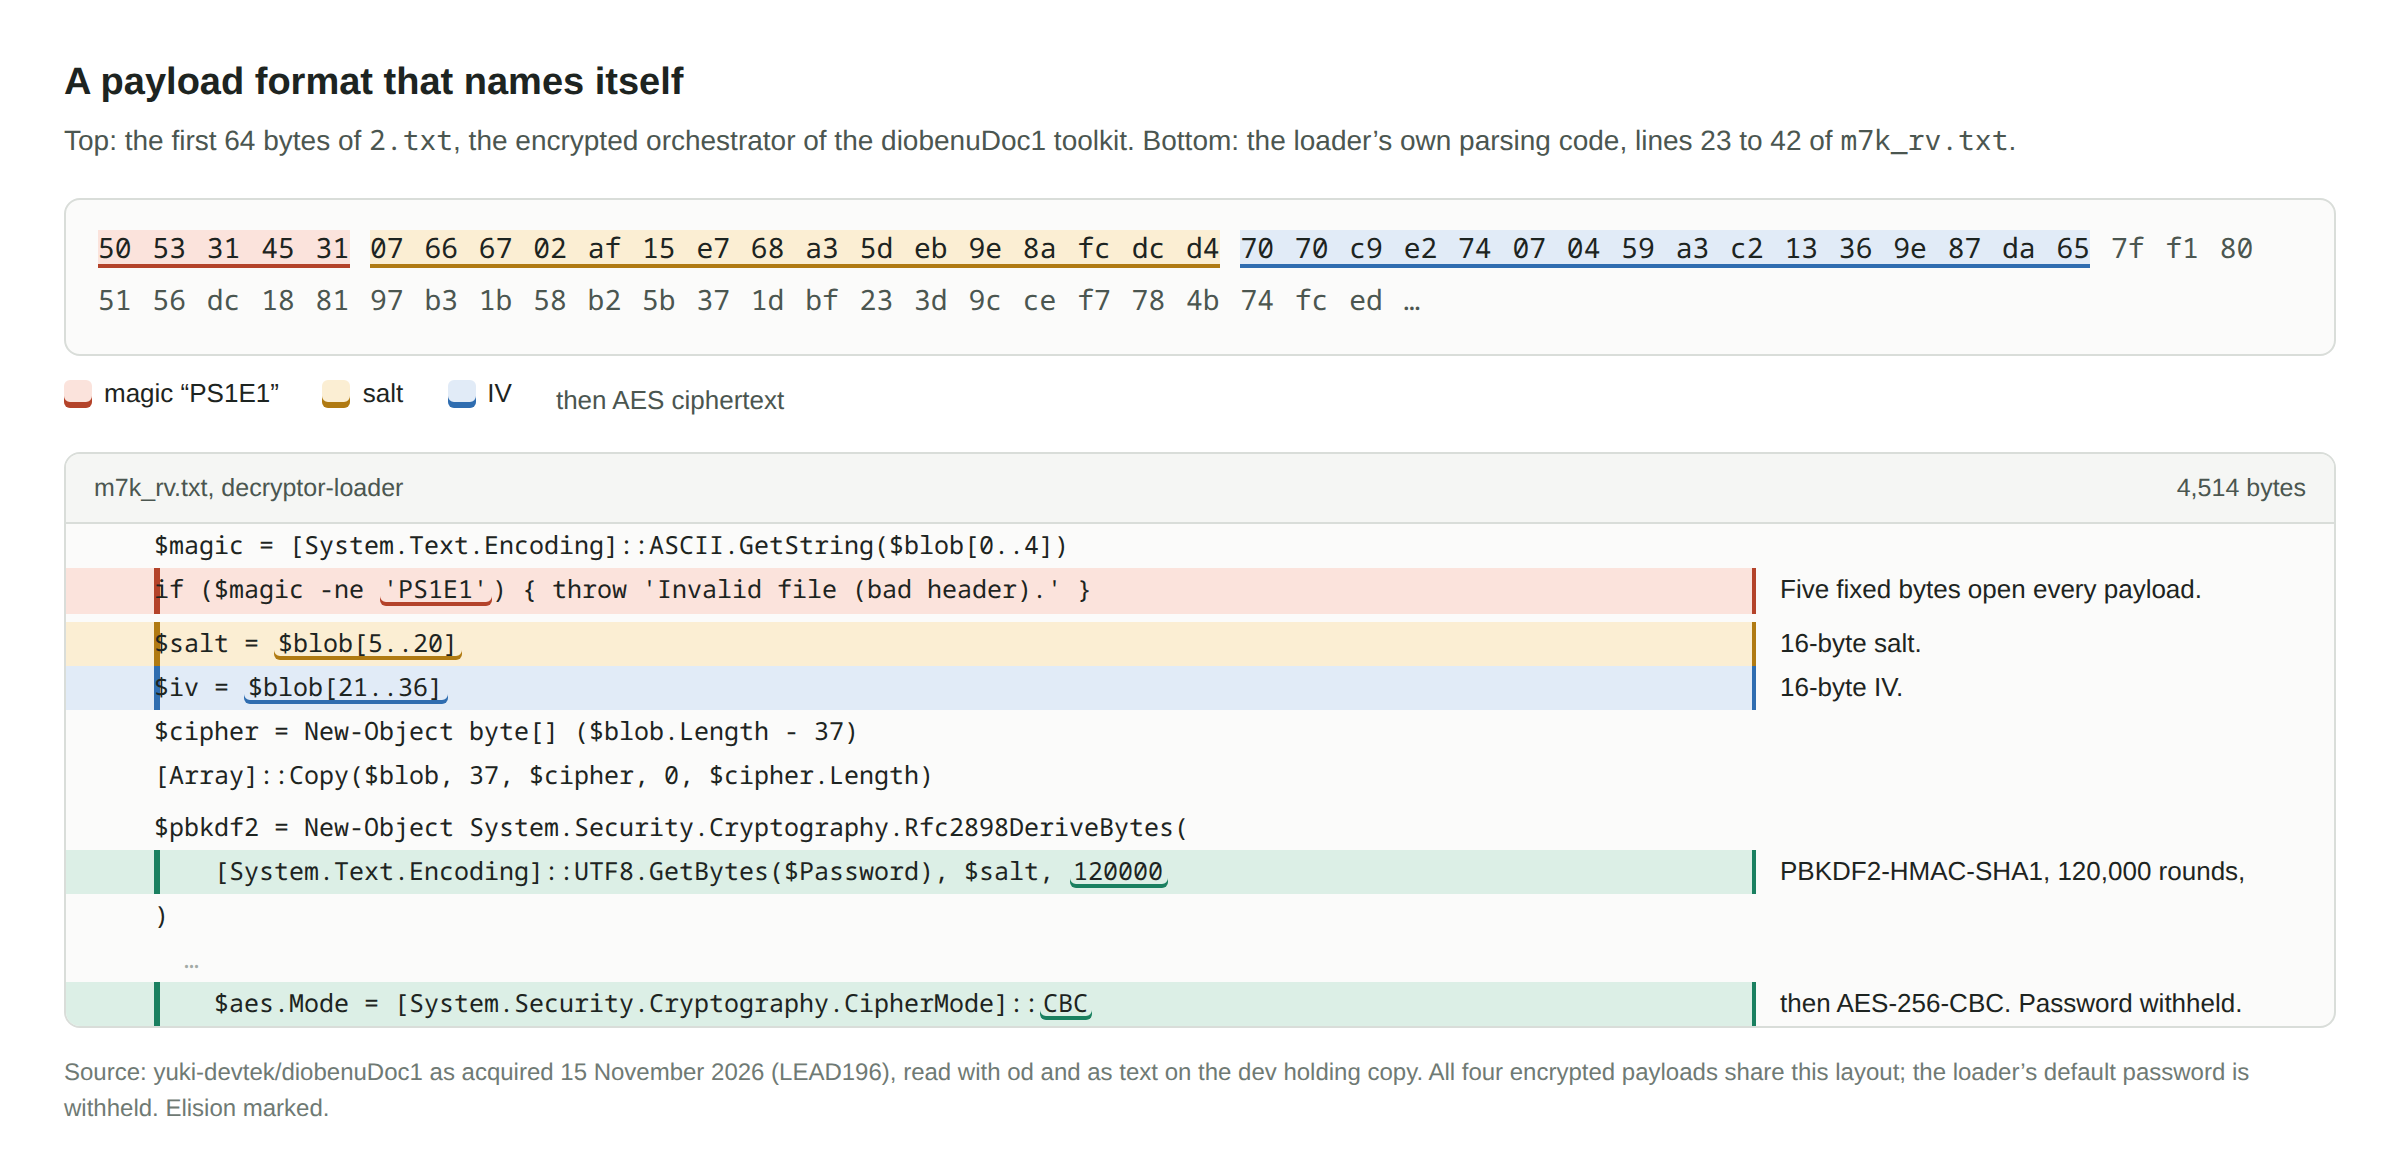 A payload format that names itself
Top: the first 64 bytes of 2.txt, the encrypted orchestrator of the diobenuDoc1 toolkit. Bottom: the loader’s own parsing code, lines 23 to 42 of m7k_rv.txt.
50 53 31 45 31 07 66 67 02 af 15 e7 68 a3 5d eb 9e 8a fc dc d4 70 70 c9 e2 74 07 04 59 a3 c2 13 36 9e 87 da 65 7f f1 80
51 56 dc 18 81 97 b3 1b 58 b2 5b 37 1d bf 23 3d 9c ce f7 78 4b 74 fc ed …
magic “PS1E1” salt IV then AES ciphertext
m7k_rv.txt, decryptor-loader 4,514 bytes
$magic = [System.Text.Encoding]::ASCII.GetString($blob[0..4])
if ($magic -ne 'PS1E1') { throw 'Invalid file (bad header).' } Five fixed bytes open every payload.
$salt = $blob[5..20] 16-byte salt.
$iv = $blob[21..36] 16-byte IV.
$cipher = New-Object byte[] ($blob.Length - 37)
[Array]::Copy($blob, 37, $cipher, 0, $cipher.Length)
$pbkdf2 = New-Object System.Security.Cryptography.Rfc2898DeriveBytes(
[System.Text.Encoding]::UTF8.GetBytes($Password), $salt, 120000 PBKDF2-HMAC-SHA1, 120,000 rounds,
)
…
$aes.Mode = [System.Security.Cryptography.CipherMode]::CBC then AES-256-CBC. Password withheld.
Source: yuki-devtek/diobenuDoc1 as acquired 15 November 2026 (LEAD196), read with od and as text on the dev holding copy. All four encrypted payloads share this layout; the loader’s default password is
withheld. Elision marked.